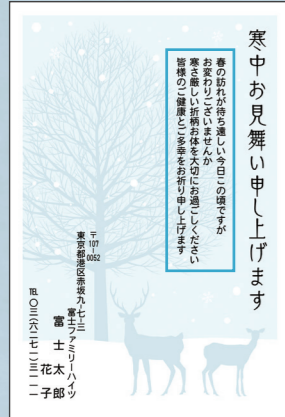 寒中お見舞い申し上げます
春の訪れが待ち遠しい今日この頃ですが
お変わりございませんか
寒さ厳しい折柄お体を大切にお過ごしください
皆様のご健康とご多幸をお祈り申し上げます
〒107-0052
東京都港区赤坂九-七-三
富士ファミリーハイツ
富士太郎
花子
℡〇三(六二七一)三一一一